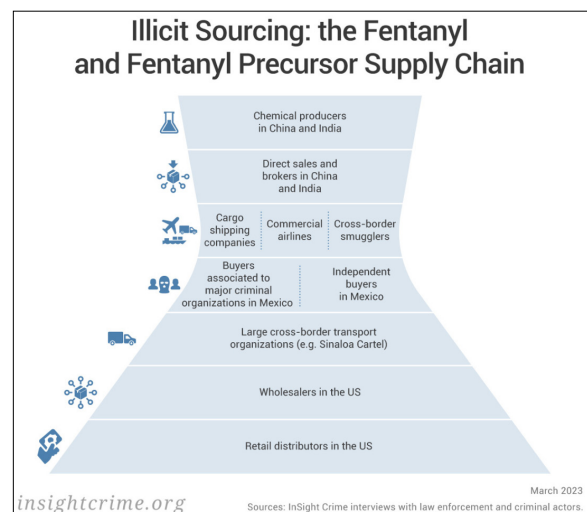 Illicit Sourcing: the Fentanyl
and Fentanyl Precursor Supply Chain
Chemical producers
in China and India
Direct sales and
brokers in China
and India
Cargo
shipping
companies
Commercial
airlines
Cross-border
smugglers
Buyers
associated to
major criminal
organizations in Mexico
Independent
buyers
in Mexico
Large cross-border transport
organizations (e.g. Sinaloa Cartel)
Wholesalers in the US
Retail distributors in the US
March 2023
insightcrime.org
Sources: InSight Crime interviews with law enforcement and criminal actors.